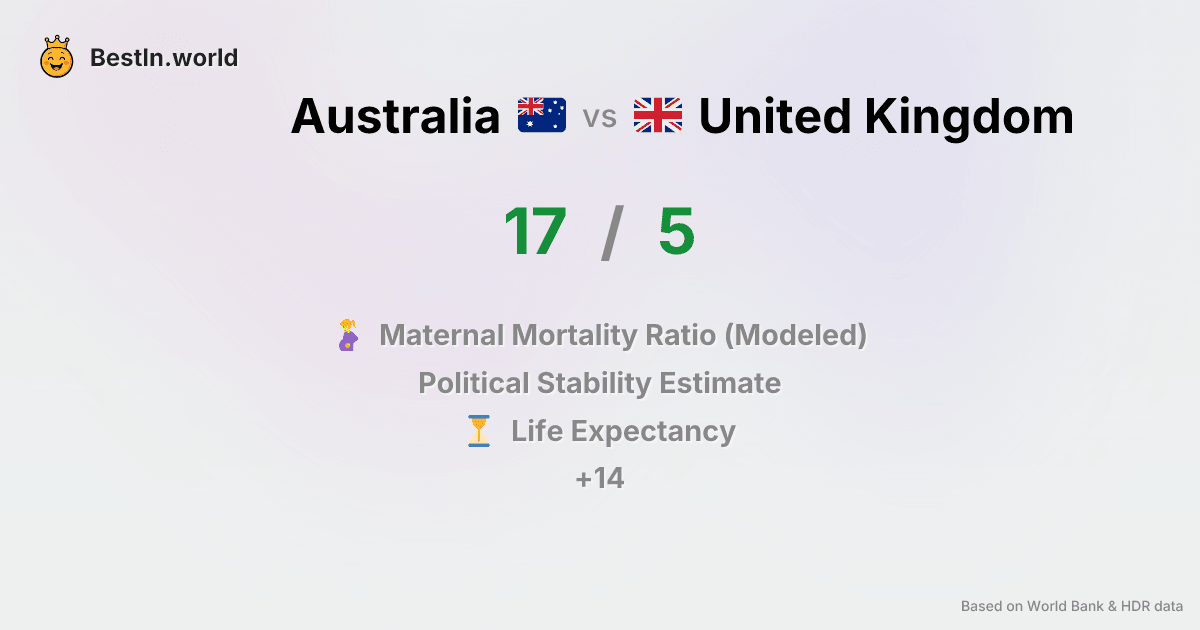 BestIn.world
Australia vs United Kingdom
17 / 5
Maternal Mortality Ratio (Modeled)
Political Stability Estimate
Life Expectancy
+14
Based on World Bank & HDR data